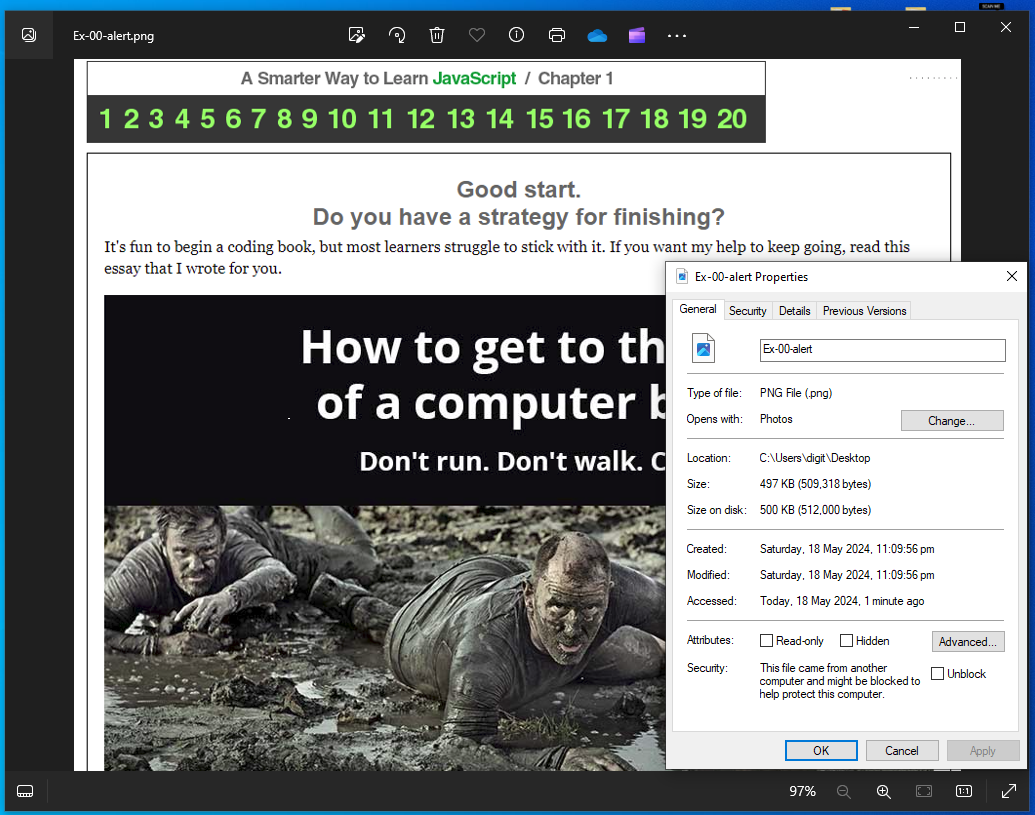 SCAN ME
Ex-00-alert.png
A Smarter Way to Learn JavaScript / Chapter 1
1 2 3 4 5 6 7 8 9 10 11 12 13 14 15 16 17 18 19 20
Good start.
Do you have a strategy for finishing?
It's fun to begin a coding book, but most learners struggle to stick with it. If you want my help to keep going, read this
essay that I wrote for you.
How to get to th
of a computer b
Don't run. Don't walk. C
Ex-00-alert Properties
General Security Details Previous Versions
Ex-00-alert
Type of file: PNG File (.png)
Opens with: Photos Change...
Location: C:\Users\digit\Desktop
Size: 497 KB (509,318 bytes)
Size on disk: 500 KB (512,000 bytes)
Created: Saturday, 18 May 2024, 11:09:56 pm
Modified: Saturday, 18 May 2024, 11:09:56 pm
Accessed: Today, 18 May 2024, 1 minute ago
Attributes: Read-only Hidden Advanced...
Security: This file came from another
computer and might be blocked to
help protect this computer.
Unblock
OK Cancel Apply
97% 1:1